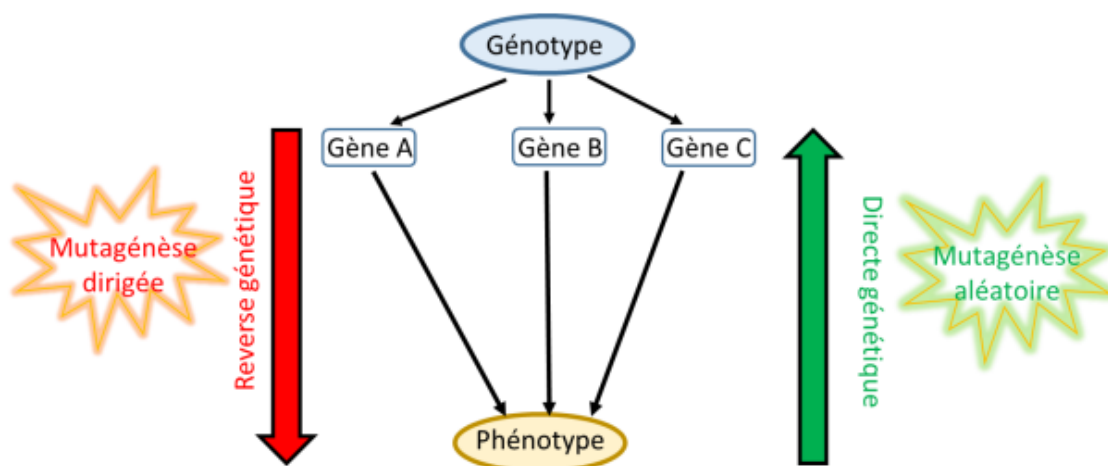 Génotype
Gène A
Gène B
Gène C
Mutagénèse
dirigée
Reverse génétique
Directe génétique
Mutagénèse
aléatoire
Phénotype